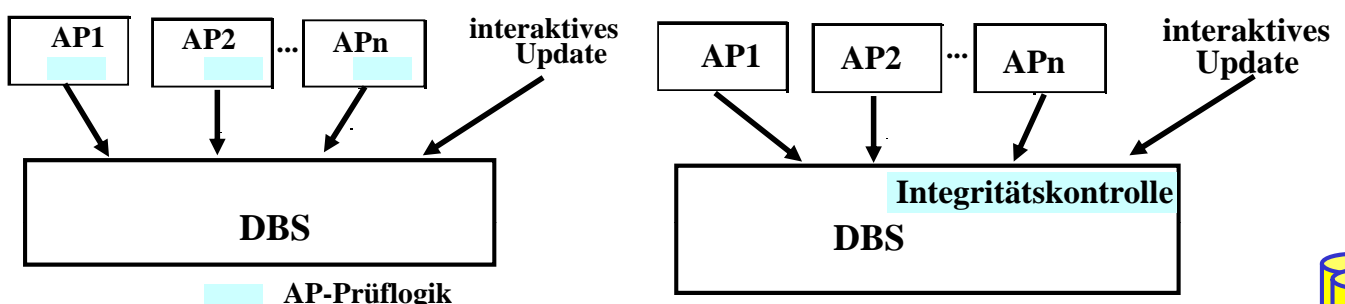 AP1 AP2 ... APn interaktives
Update
DBS
AP-Prüflogik
AP1 AP2 ... APn interaktives
Update
Integritätskontrolle
DBS